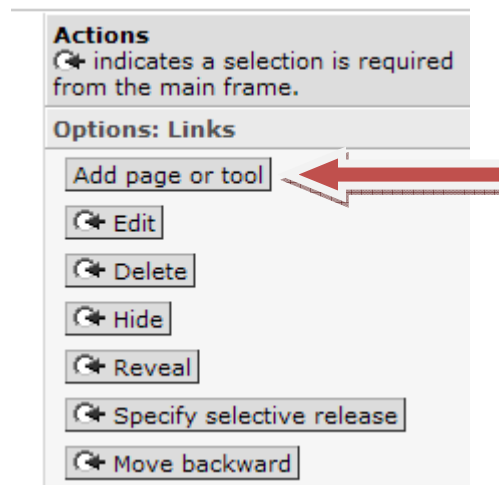 Actions
indicates a selection is required
from the main frame.
Options: Links
Add page or tool
Edit
Delete
Hide
Reveal
Specify selective release
Move backward